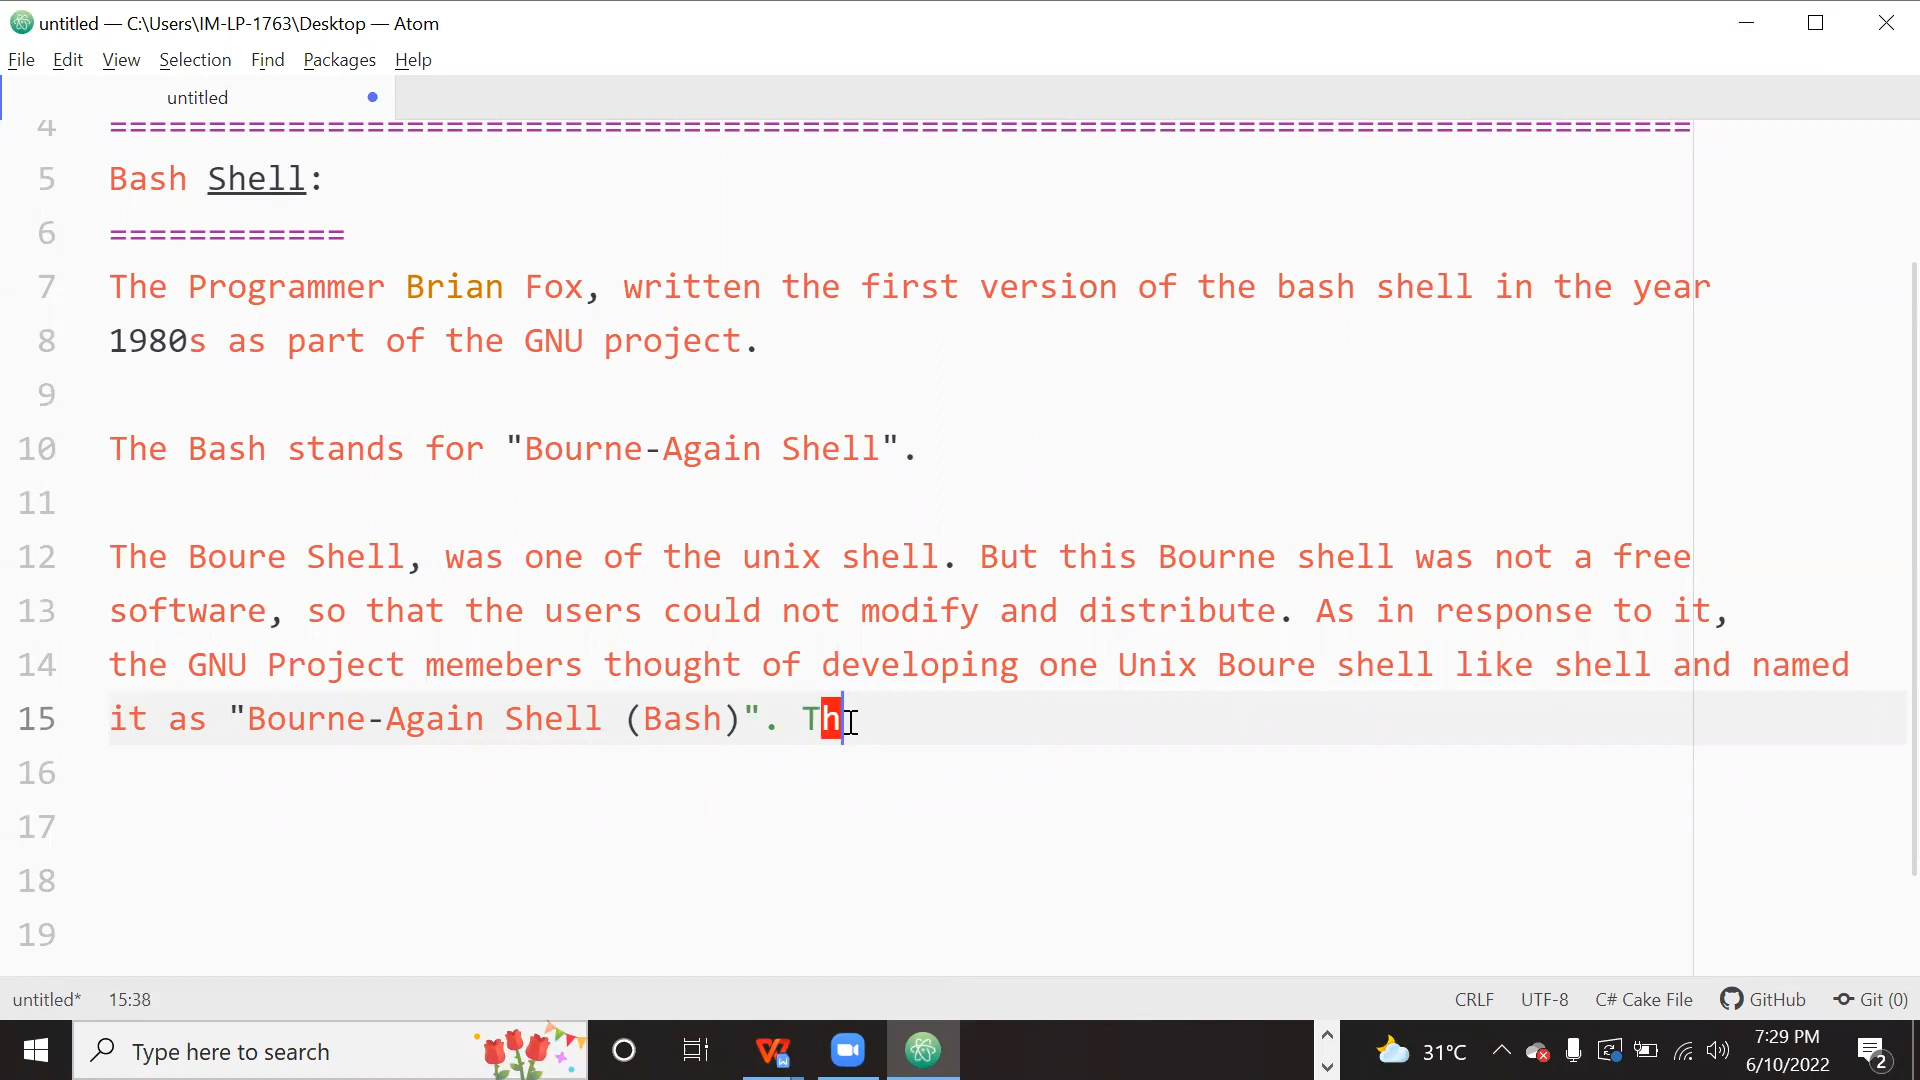 untitled — C:\Users\IM-LP-1763\Desktop — Atom
File Edit View Selection Find Packages Help
untitled
4 ================================================================================
5 Bash Shell:
6 ============
7 The Programmer Brian Fox, written the first version of the bash shell in the year
8 1980s as part of the GNU project.
9
10 The Bash stands for "Bourne-Again Shell".
11
12 The Boure Shell, was one of the unix shell. But this Bourne shell was not a free
13 software, so that the users could not modify and distribute. As in response to it,
14 the GNU Project memebers thought of developing one Unix Boure shell like shell and named
15 it as "Bourne-Again Shell (Bash)". Th
16
17
18
19
untitled* 15:38 CRLF UTF-8 C# Cake File GitHub Git (0)
Type here to search 31°C 7:29 PM
6/10/2022 2